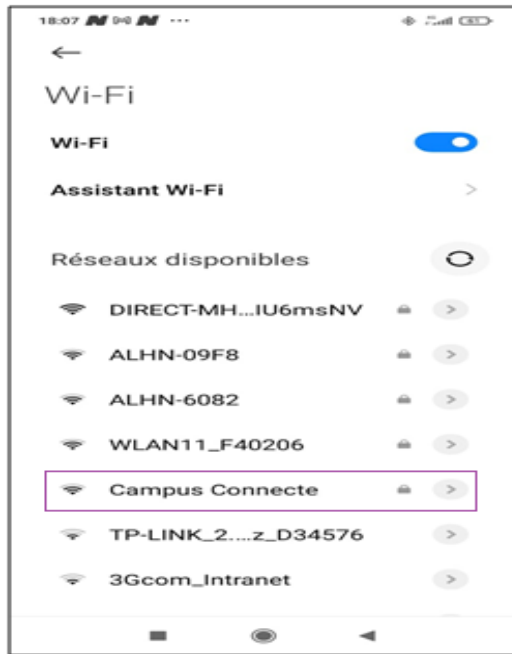 18:07
Wi-Fi
Wi-Fi
Assistant Wi-Fi
Réseaux disponibles
DIRECT-MH...IU6msNV
ALHN-09F8
ALHN-6082
WLAN11_F40206
Campus Connecte
TP-LINK_2....z_D34576
3Gcom_Intranet